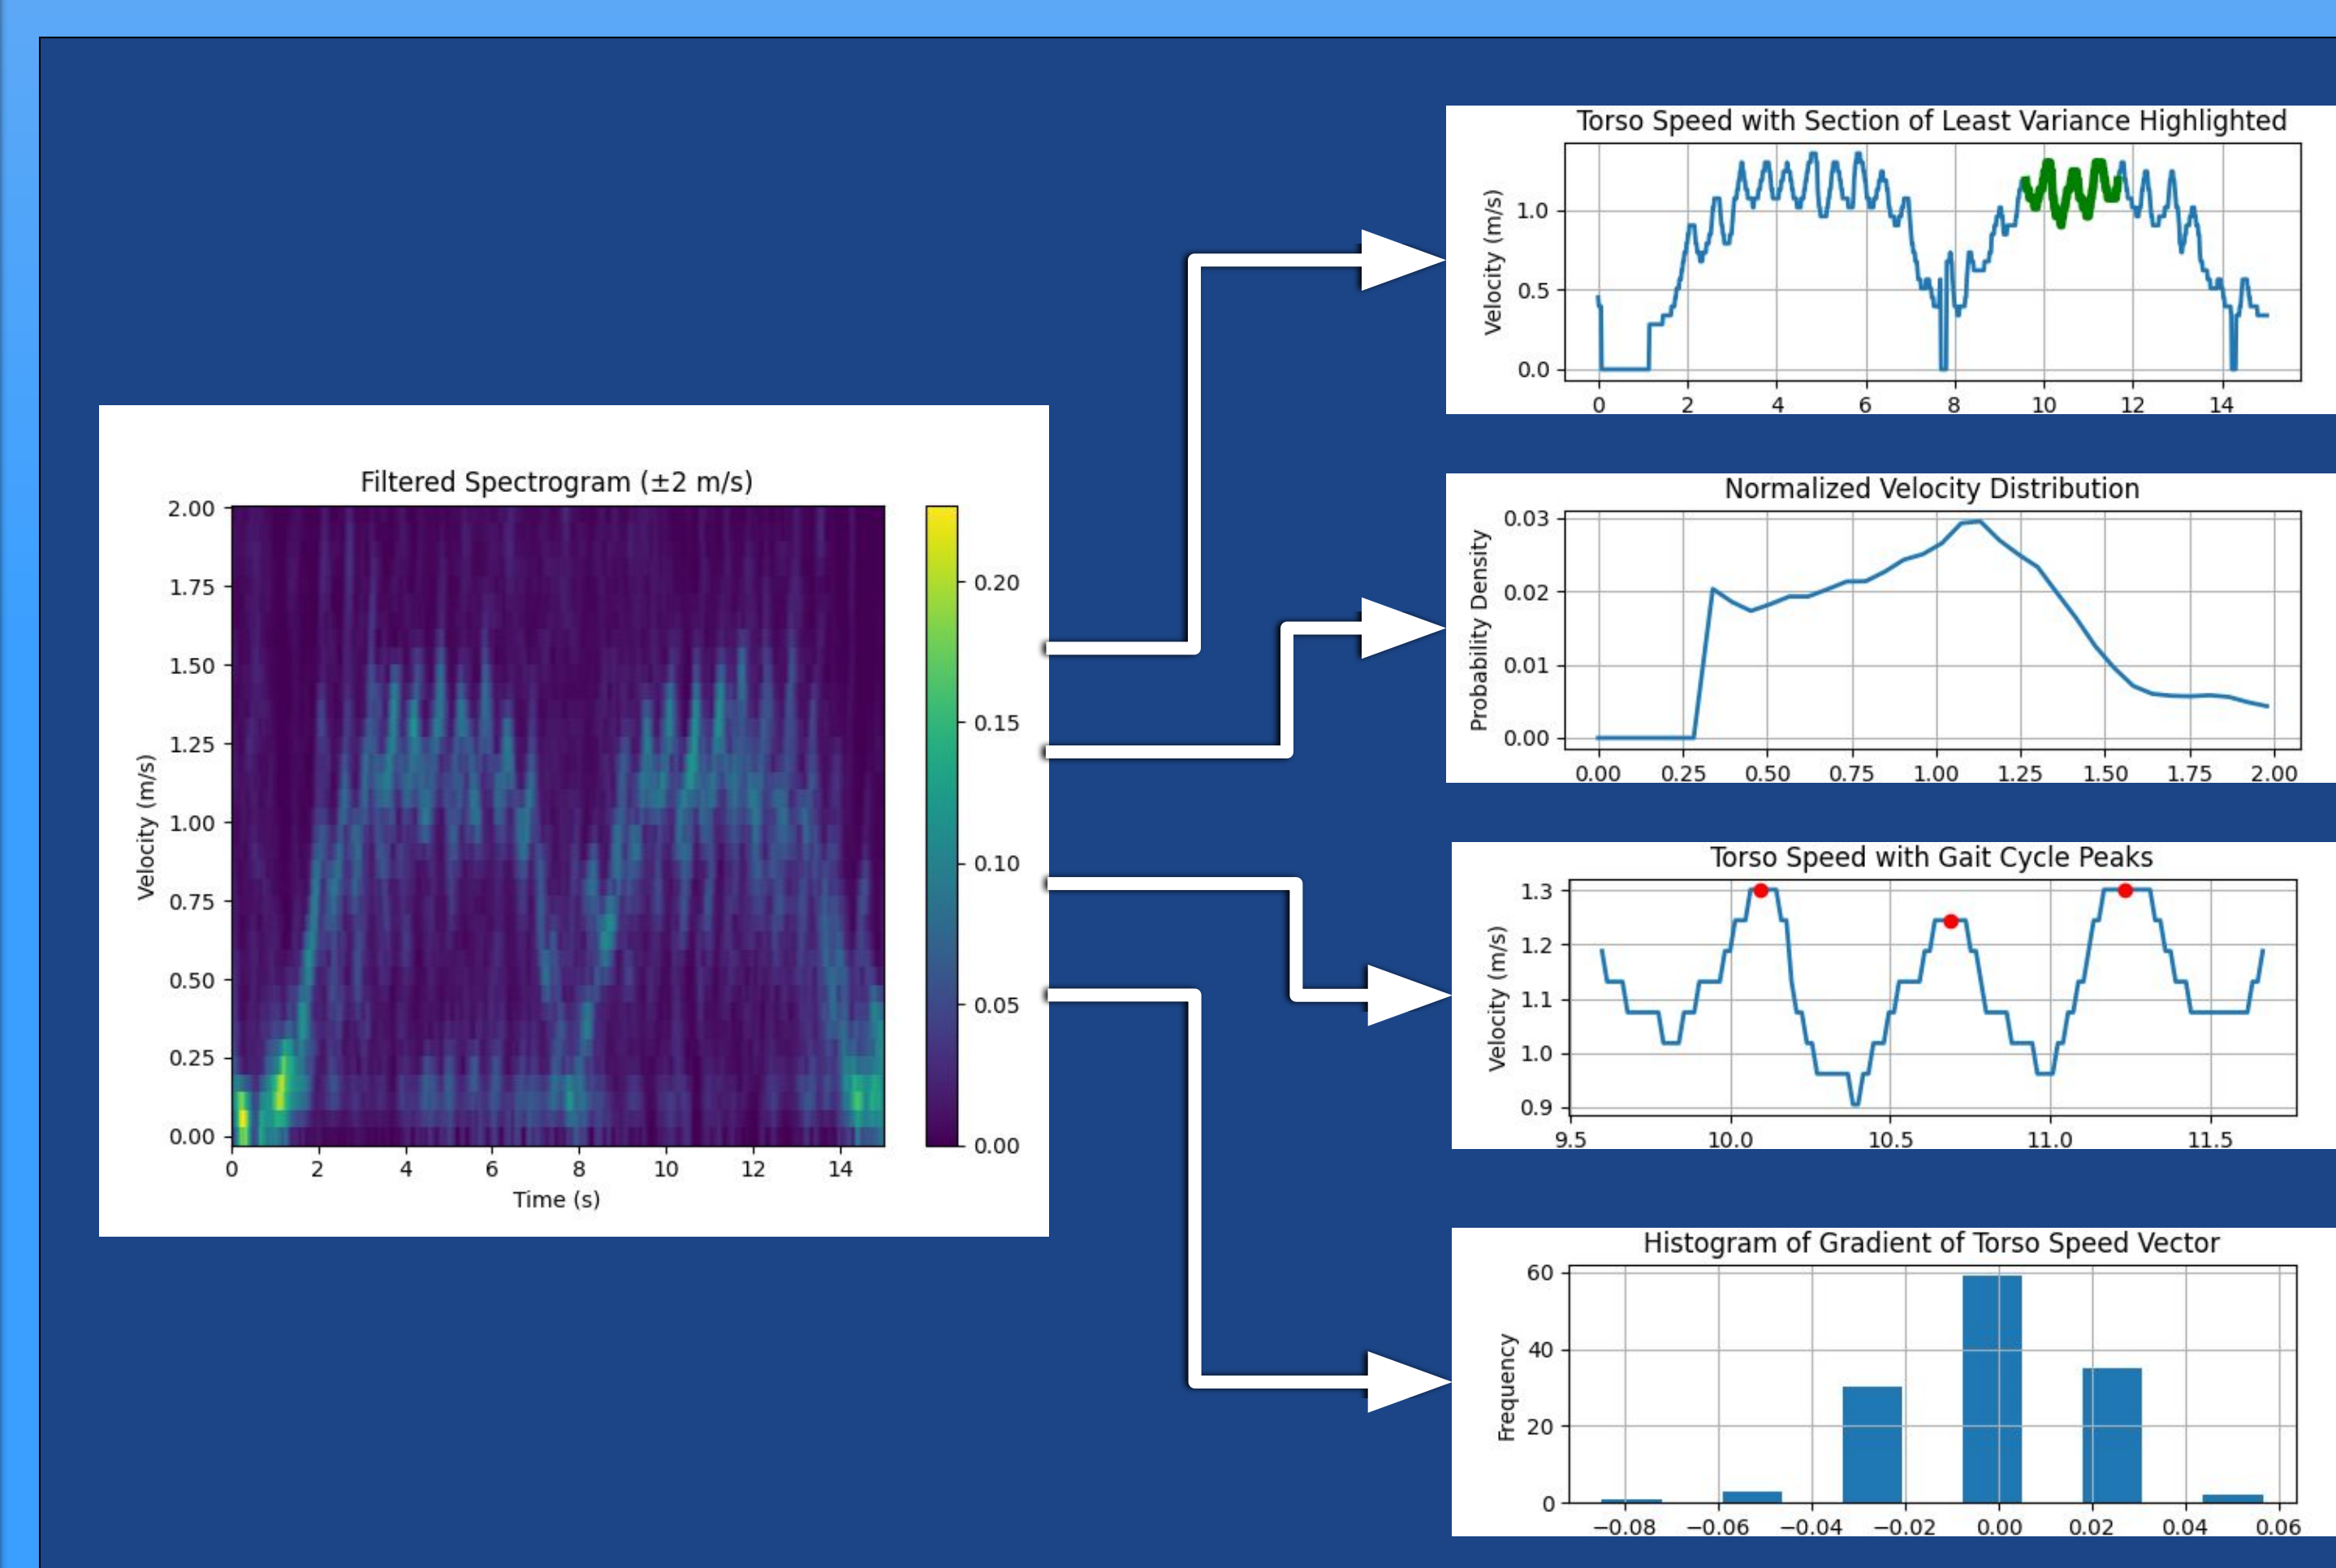 Filtered Spectrogram (±2 m/s)
Velocity (m/s)
2.00
1.75
1.50
1.25
1.00
0.75
0.50
0.25
0.00
0 2 4 6 8 10 12 14
Time (s)
0.20
0.15
0.10
0.05
0.00
Torso Speed with Section of Least Variance Highlighted
Velocity (m/s)
1.0
0.5
0.0
0 2 4 6 8 10 12 14
Normalized Velocity Distribution
Probability Density
0.03
0.02
0.01
0.00
0.00 0.25 0.50 0.75 1.00 1.25 1.50 1.75 2.00
Torso Speed with Gait Cycle Peaks
Velocity (m/s)
1.3
1.2
1.1
1.0
0.9
9.5 10.0 10.5 11.0 11.5
Histogram of Gradient of Torso Speed Vector
Frequency
60
40
20
0
−0.08 −0.06 −0.04 −0.02 0.00 0.02 0.04 0.06